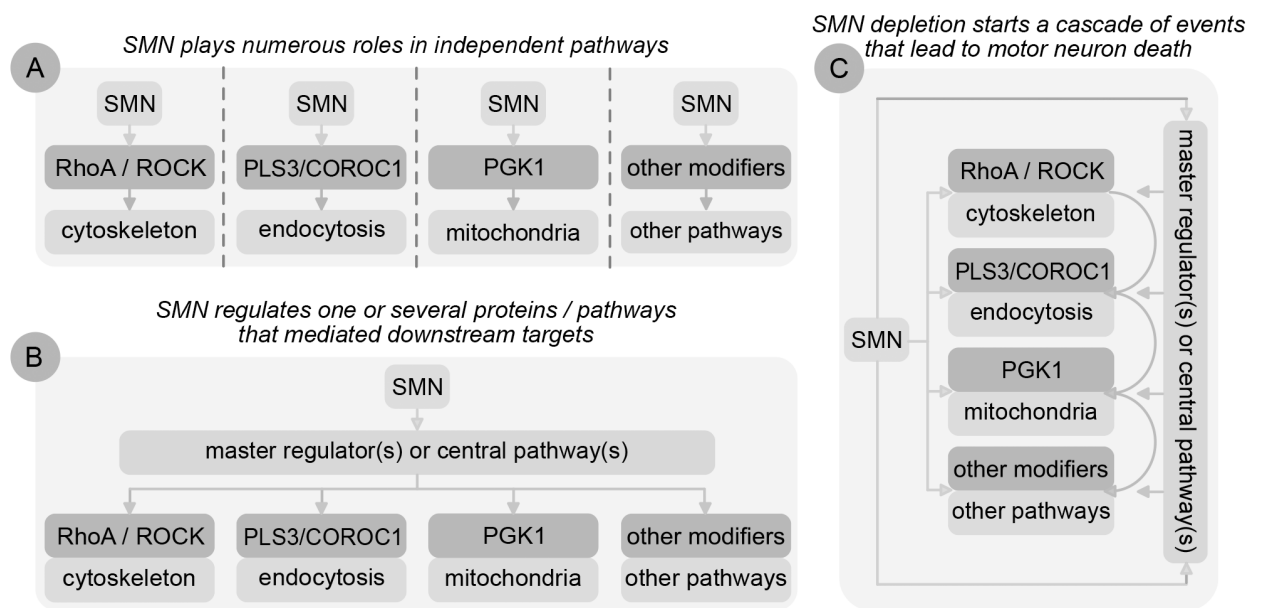 A
SMN plays numerous roles in independent pathways
SMN SMN SMN SMN
RhoA / ROCK PLS3/COROC1 PGK1 other modifiers
cytoskeleton endocytosis mitochondria other pathways
B
SMN regulates one or several proteins / pathways
that mediated downstream targets
SMN
master regulator(s) or central pathway(s)
RhoA / ROCK PLS3/COROC1 PGK1 other modifiers
cytoskeleton endocytosis mitochondria other pathways
C
SMN depletion starts a cascade of events
that lead to motor neuron death
SMN
RhoA / ROCK
cytoskeleton
PLS3/COROC1
endocytosis
PGK1
mitochondria
other modifiers
other pathways
master regulator(s) or central pathway(s)